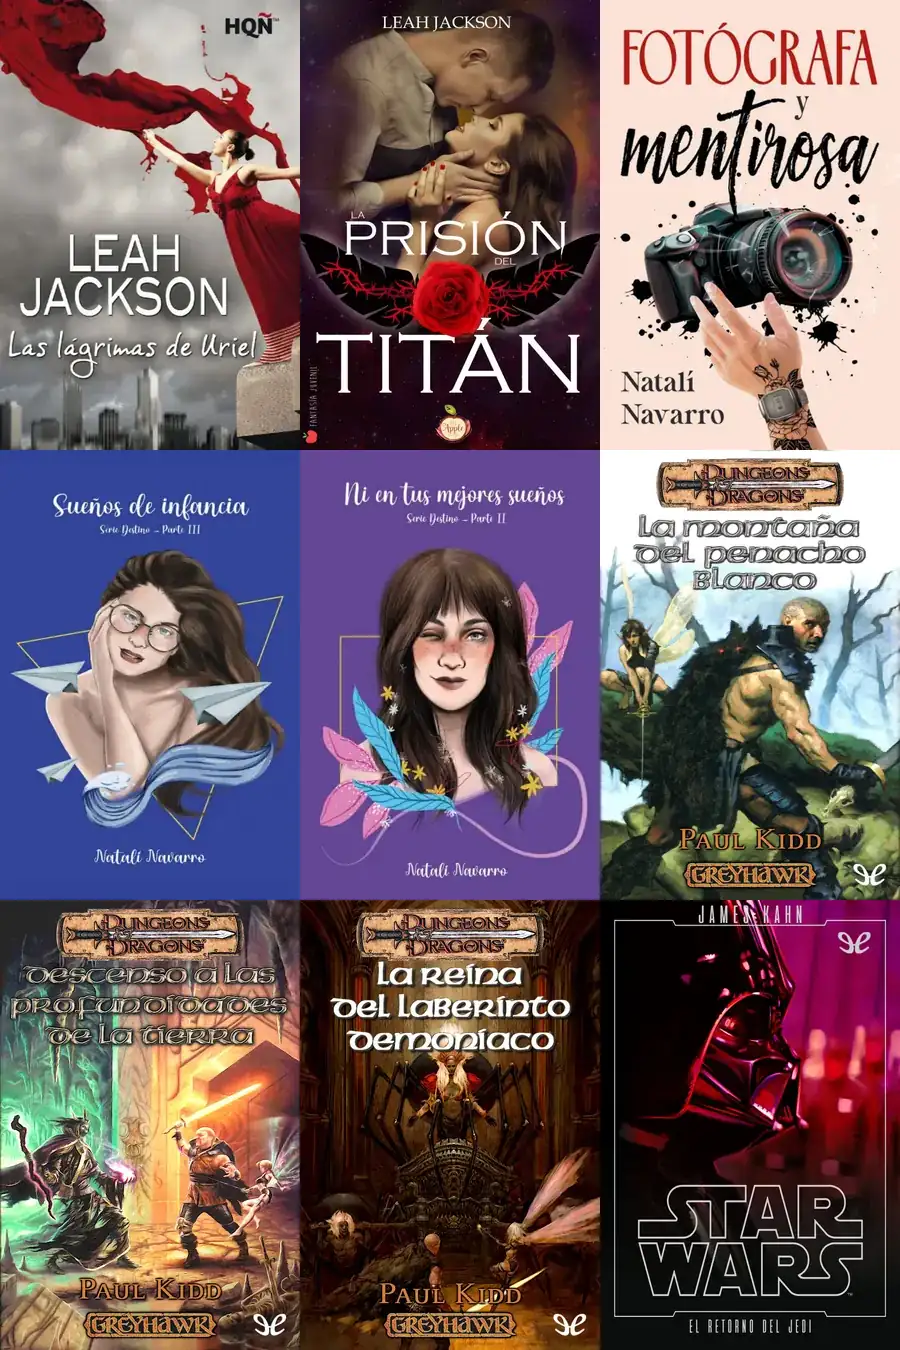 HQÑ
LEAH
JACKSON
Las lágrimas de Uriel
LEAH JACKSON
LA
PRISIÓN
DEL
TITÁN
FANTASÍA JUVENIL
Apple
FOTÓGRAFA
y
mentirosa
Natalí
Navarro
Sueños de infancia
Serie Destino - Parte III
Natalí Navarro
Ni en tus mejores sueños
Serie Destino - Parte II
Natalí Navarro
DUNGEONS
DRAGONS
La montaña
del penacho
Blanco
PAUL KIDD
GREYHAWK
DUNGEONS
DRAGONS
Descenso a las
profundidades
de la tierra
PAUL KIDD
GREYHAWK
DUNGEONS
DRAGONS
La reina
del laberinto
demoníaco
PAUL KIDD
GREYHAWK
JAMES KAHN
STAR
WARS
EL RETORNO DEL JEDI